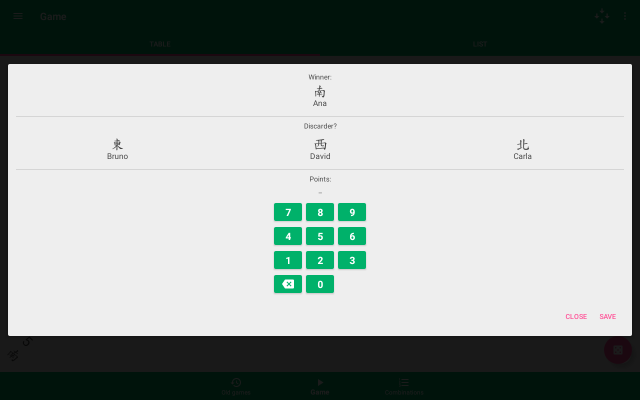 Game
TABLE
LIST
Winner:
南
Ana
Discarder?
東 西 北
Bruno David Carla
Points:
–
7 8 9
4 5 6
1 2 3
0
CLOSE SAVE
Game